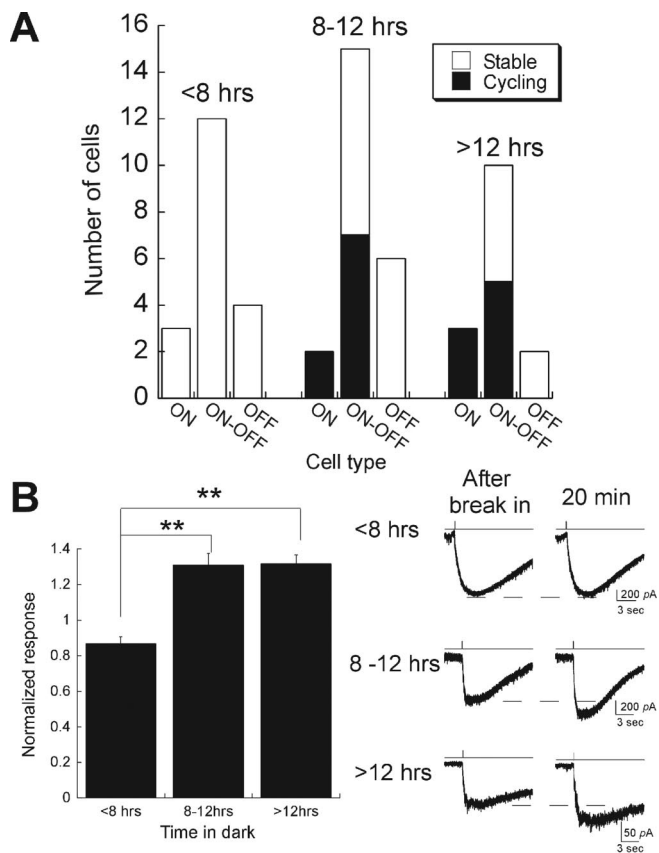 A
16
14
12
10
8
6
4
2
0
Number of cells
<8 hrs
8-12 hrs
>12 hrs
Stable
Cycling
ON
ON-OFF
OFF
ON
ON-OFF
OFF
ON
ON-OFF
OFF
Cell type
B
**
**
1.4
1.2
1
0.8
0.6
0.4
0.2
0
Normalized response
<8 hrs
8-12hrs
>12hrs
Time in dark
After
break in
20 min
<8 hrs
200 pA
3 sec
8 -12 hrs
200 pA
3 sec
>12 hrs
50 pA
3 sec